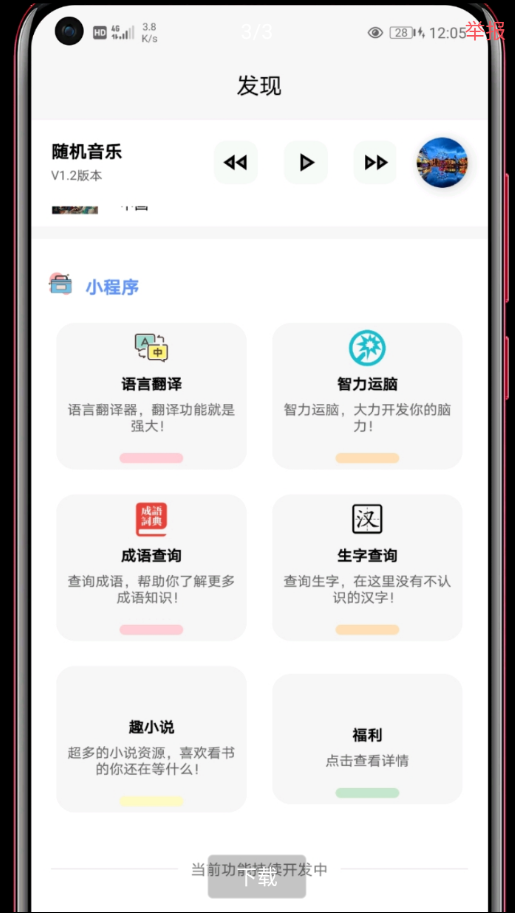 HD 4G 3.8 K/s
3/3
28 12:05
举报
发现
随机音乐
V1.2版本
小程序
A 中
语言翻译
语言翻译器，翻译功能就是
强大！
智力运脑
智力运脑，大力开发你的脑
力！
成語
詞典
成语查询
查询成语，帮助你了解更多
成语知识！
汉
生字查询
查询生字，在这里没有不认
识的汉字！
趣小说
超多的小说资源，喜欢看书
的你还在等什么！
福利
点击查看详情
当前功能持续开发中
下载